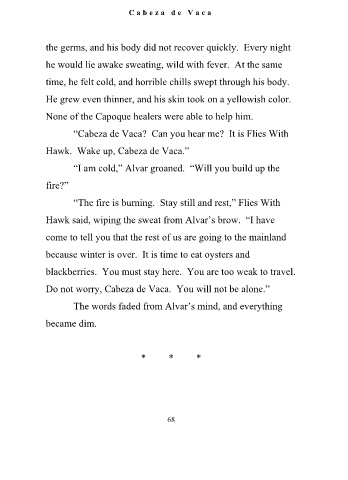 Cabeza de Vaca
the germs, and his body did not recover quickly.  Every night
he would lie awake sweating, wild with fever.  At the same
time, he felt cold, and horrible chills swept through his body.
He grew even thinner, and his skin took on a yellowish color.
None of the Capoque healers were able to help him.
“Cabeza de Vaca?  Can you hear me?  It is Flies With
Hawk.  Wake up, Cabeza de Vaca.”
“I am cold,” Alvar groaned.  “Will you build up the
fire?”
“The fire is burning.  Stay still and rest,” Flies With
Hawk said, wiping the sweat from Alvar’s brow.  “I have
come to tell you that the rest of us are going to the mainland
because winter is over.  It is time to eat oysters and
blackberries.  You must stay here.  You are too weak to travel.
Do not worry, Cabeza de Vaca.  You will not be alone.”
The words faded from Alvar’s mind, and everything
became dim.
* * *
68